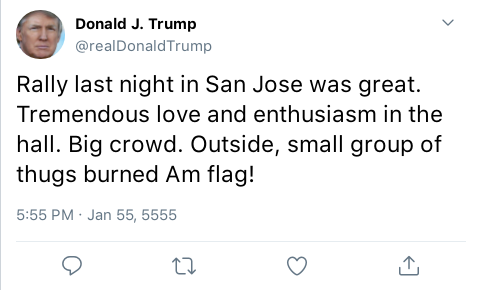 Donald J. Trump
@realDonaldTrump
Rally last night in San Jose was great.
Tremendous love and enthusiasm in the
hall. Big crowd. Outside, small group of
thugs burned Am flag!
5:55 PM · Jan 55, 5555